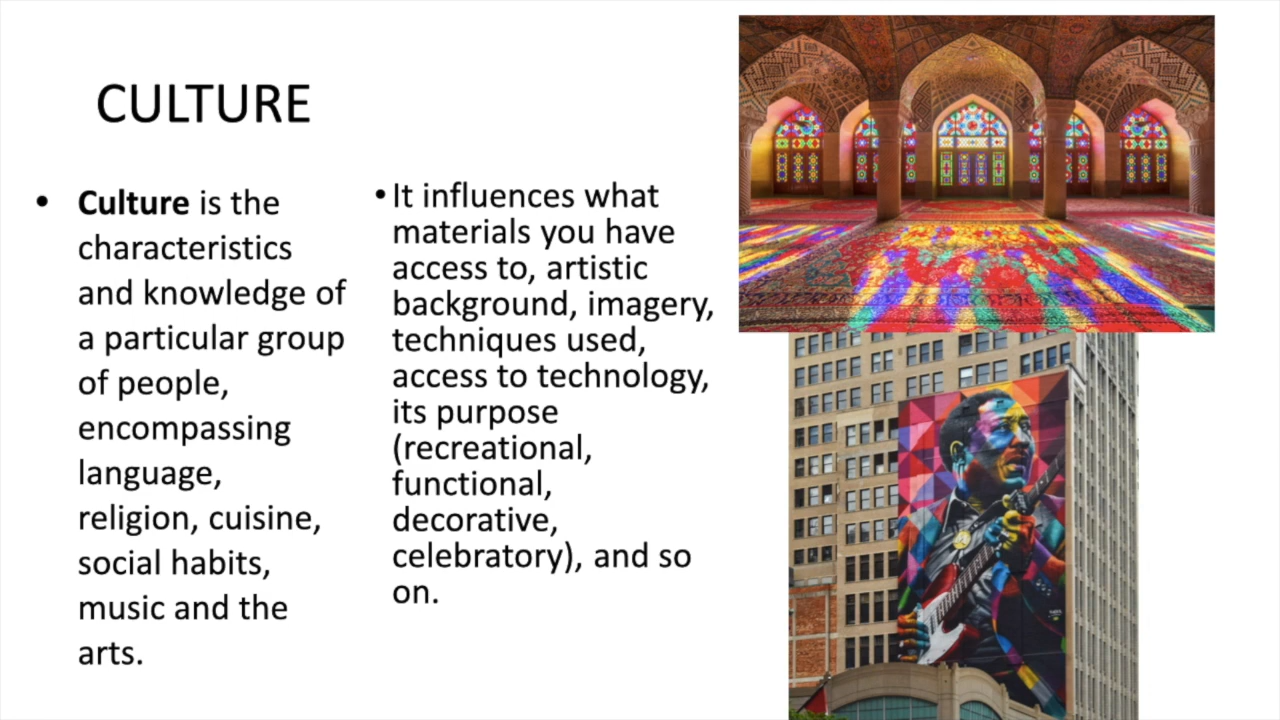 CULTURE
• Culture is the
characteristics
and knowledge of
a particular group
of people,
encompassing
language,
religion, cuisine,
social habits,
music and the
arts.
• It influences what
materials you have
access to, artistic
background, imagery,
techniques used,
access to technology,
its purpose
(recreational,
functional,
decorative,
celebratory), and so
on.